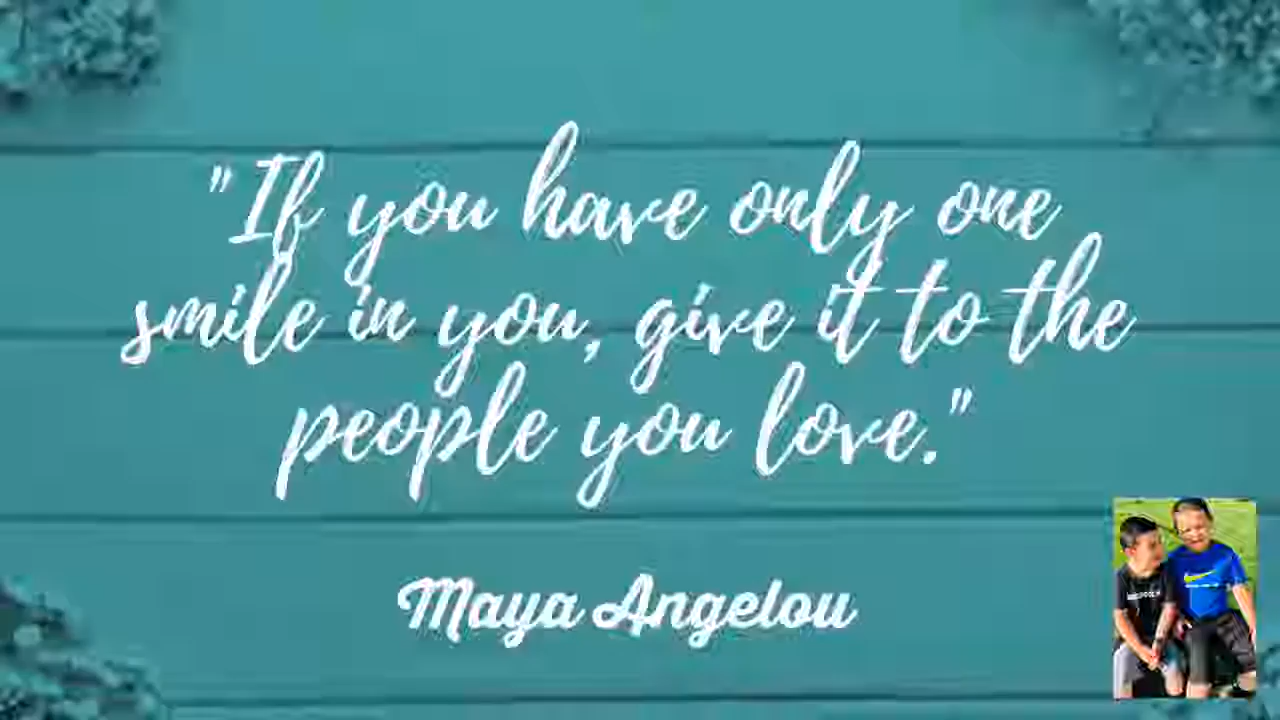 "If you have only one
smile in you, give it to the
people you love."
Maya Angelou